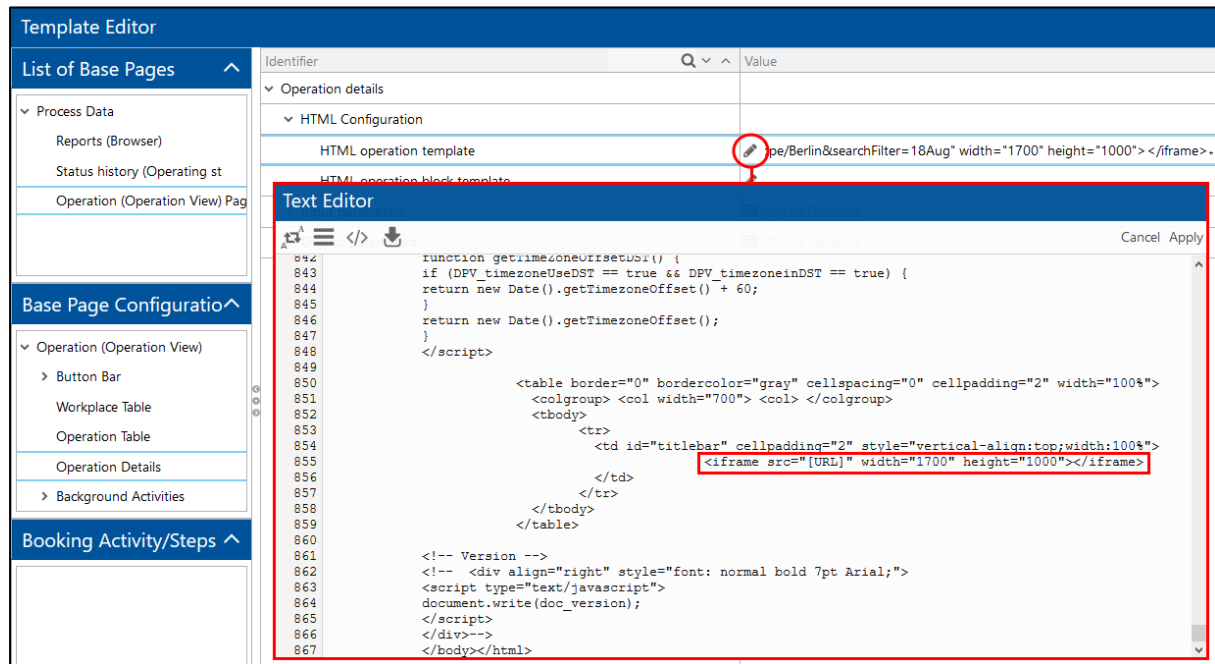 Template Editor
List of Base Pages
Process Data
Reports (Browser)
Status history (Operating st
Operation (Operation View) Pag
Base Page Configuratio
Operation (Operation View)
Button Bar
Workplace Table
Operation Table
Operation Details
Background Activities
Booking Activity/Steps
Identifier Value
Operation details
HTML Configuration
HTML operation template :pe/Berlin&searchFilter=18Aug" width="1700" height="1000"></iframe>.
HTML operation block template
Text Editor
Cancel Apply
842 function getTimeZoneOffsetDST() {
843 if (DPV_timezoneUseDST == true && DPV_timezoneinDST == true) {
844 return new Date().getTimezoneOffset() + 60;
845 }
846 return new Date().getTimezoneOffset();
847 }
848 </script>
849
850 <table border="0" bordercolor="gray" cellspacing="0" cellpadding="2" width="100%">
851 <colgroup> <col width="700"> <col> </colgroup>
852 <tbody>
853 <tr>
854 <td id="titlebar" cellpadding="2" style="vertical-align:top;width:100%">
855 <iframe src="[URL]" width="1700" height="1000"></iframe>
856 </td>
857 </tr>
858 </tbody>
859 </table>
860
861 <!-- Version -->
862 <!-- <div align="right" style="font: normal bold 7pt Arial;">
863 <script type="text/javascript">
864 document.write(doc_version);
865 </script>
866 </div>-->
867 </body></html>